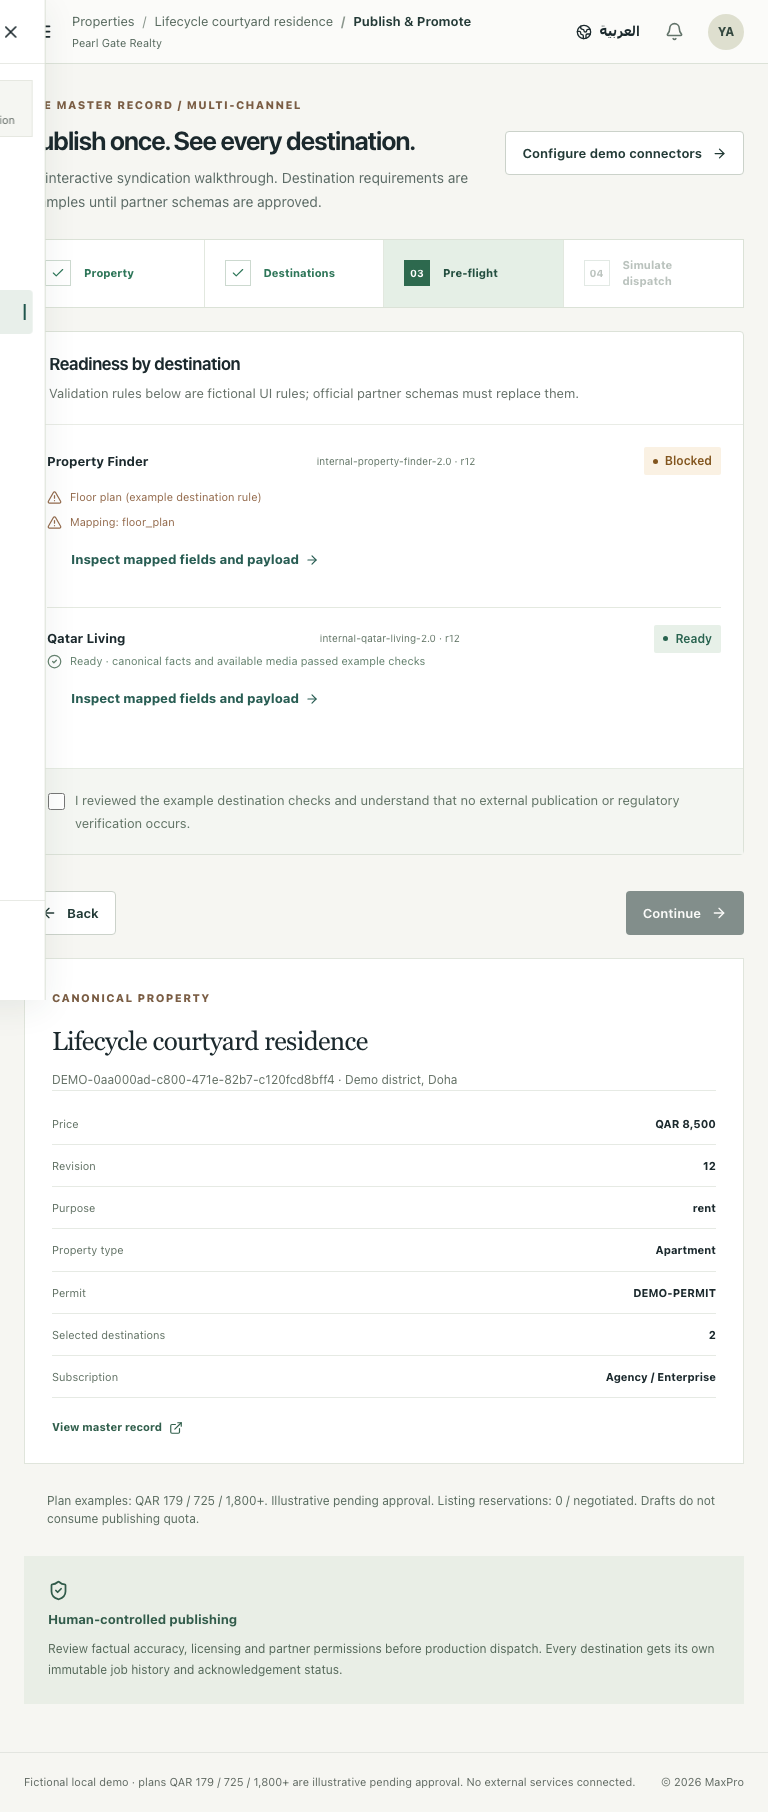 Properties / Lifecycle courtyard residence / Publish & Promote
Pearl Gate Realty
العربية
YA
MASTER RECORD / MULTI-CHANNEL
once. See every destination.
Configure demo connectors
interactive syndication walkthrough. Destination requirements are
until partner schemas are approved.
Property
Destinations
03 Pre-flight
04 Simulate
dispatch
Readiness by destination
Validation rules below are fictional UI rules; official partner schemas must replace them.
Property Finder
internal-property-finder-2.0 · r12
Blocked
Floor plan (example destination rule)
Mapping: floor_plan
Inspect mapped fields and payload
Qatar Living
internal-qatar-living-2.0 · r12
Ready
Ready · canonical facts and available media passed example checks
Inspect mapped fields and payload
I reviewed the example destination checks and understand that no external publication or regulatory
verification occurs.
Back
Continue
CANONICAL PROPERTY
Lifecycle courtyard residence
DEMO-0aa000ad-c800-471e-82b7-c120fcd8bff4 · Demo district, Doha
Price QAR 8,500
Revision 12
Purpose rent
Property type Apartment
Permit DEMO-PERMIT
Selected destinations 2
Subscription Agency / Enterprise
View master record
Plan examples: QAR 179 / 725 / 1,800+. Illustrative pending approval. Listing reservations: 0 / negotiated. Drafts do not
consume publishing quota.
Human-controlled publishing
Review factual accuracy, licensing and partner permissions before production dispatch. Every destination gets its own
immutable job history and acknowledgement status.
Fictional local demo · plans QAR 179 / 725 / 1,800+ are illustrative pending approval. No external services connected.
© 2026 MaxPro